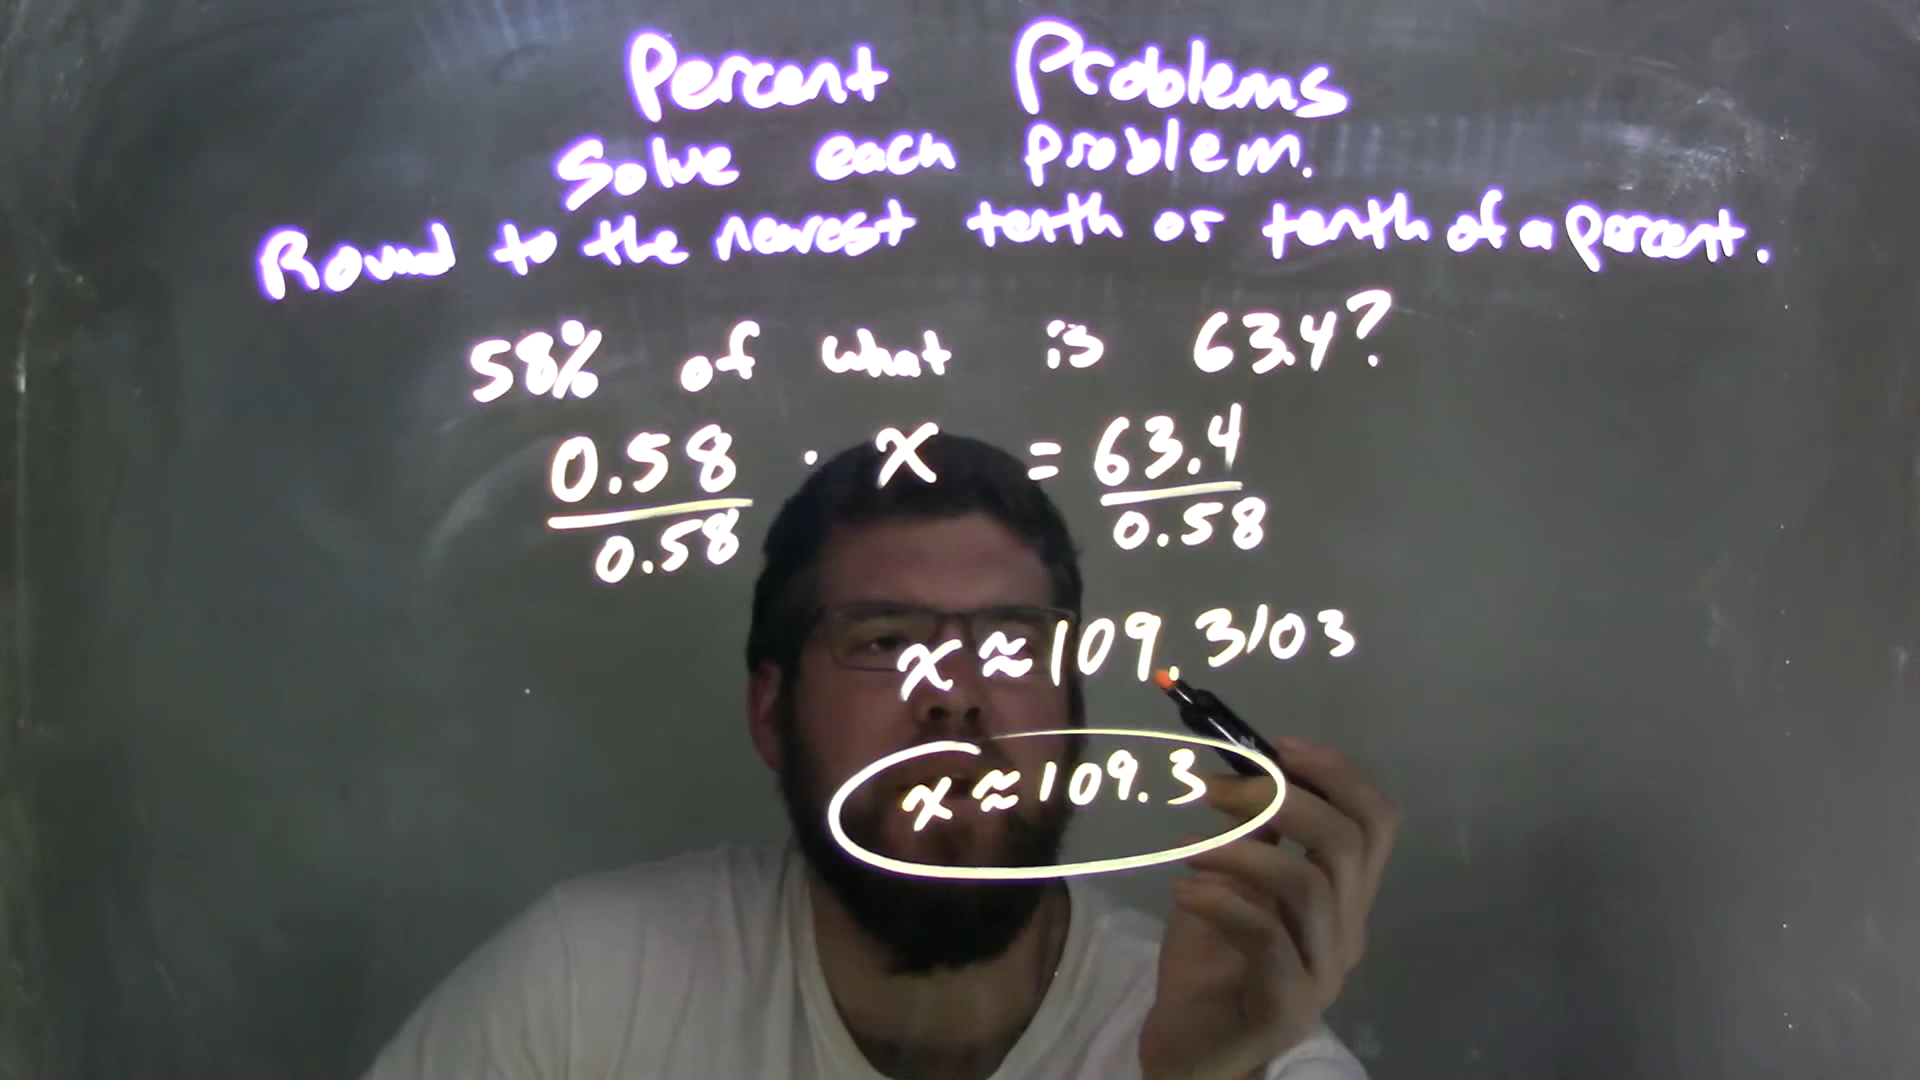 Percent Problems
Solve each problem.
Round to the nearest tenth or tenth of a percent.
58% of what is 63.4?
0.58 · x = 63.4
0.58 0.58
x ≈ 109.3103
x ≈ 109.3